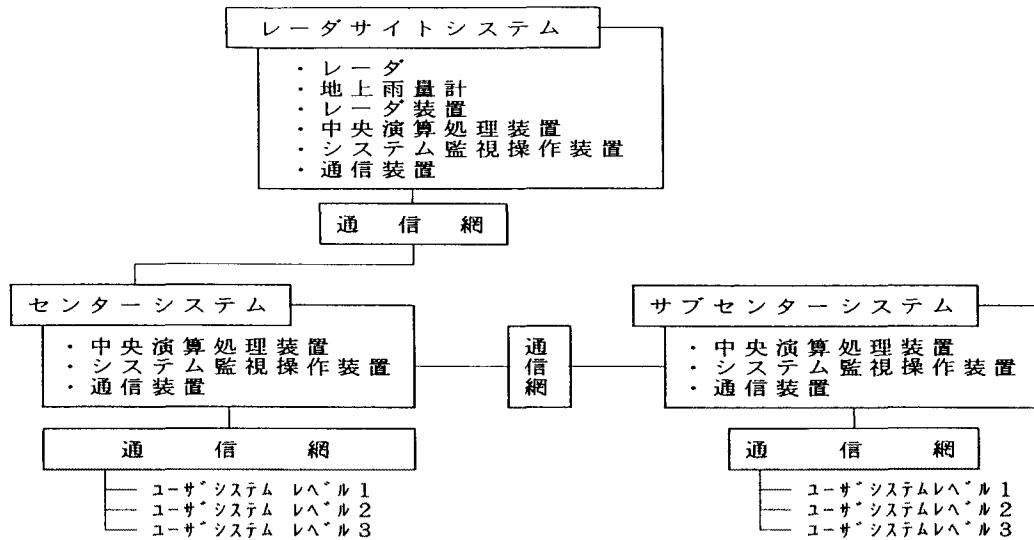 レーダサイトシステム
・レーダ
・地上雨量計
・レーダ装置
・中央演算処理装置
・システム監視操作装置
・通信装置
通信網
センターシステム
・中央演算処理装置
・システム監視操作装置
・通信装置
通信網
サブセンターシステム
・中央演算処理装置
・システム監視操作装置
・通信装置
通信網
ユーザシステム レベル1
ユーザシステム レベル2
ユーザシステム レベル3
通信網
ユーザシステムレベル1
ユーザシステムレベル2
ユーザシステムレベル3